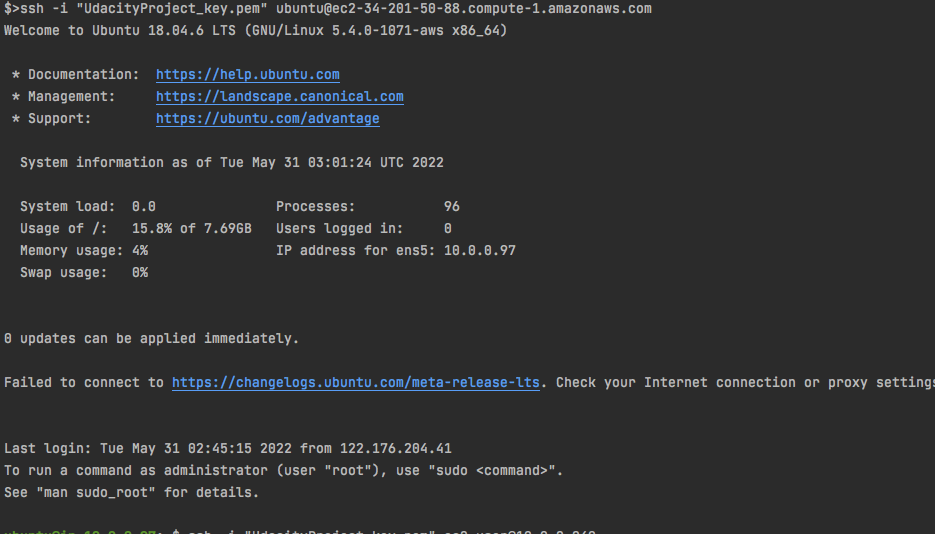 $>ssh -i "UdacityProject_key.pem" ubuntu@ec2-34-201-50-88.compute-1.amazonaws.com
Welcome to Ubuntu 18.04.6 LTS (GNU/Linux 5.4.0-1071-aws x86_64)
* Documentation:  https://help.ubuntu.com
* Management:     https://landscape.canonical.com
* Support:        https://ubuntu.com/advantage
System information as of Tue May 31 03:01:24 UTC 2022
System load:  0.0               Processes:           96
Usage of /:   15.8% of 7.69GB   Users logged in:     0
Memory usage: 4%                IP address for ens5: 10.0.0.97
Swap usage:   0%
0 updates can be applied immediately.
Failed to connect to https://changelogs.ubuntu.com/meta-release-lts. Check your Internet connection or proxy settings
Last login: Tue May 31 02:45:15 2022 from 122.176.204.41
To run a command as administrator (user "root"), use "sudo <command>".
See "man sudo_root" for details.